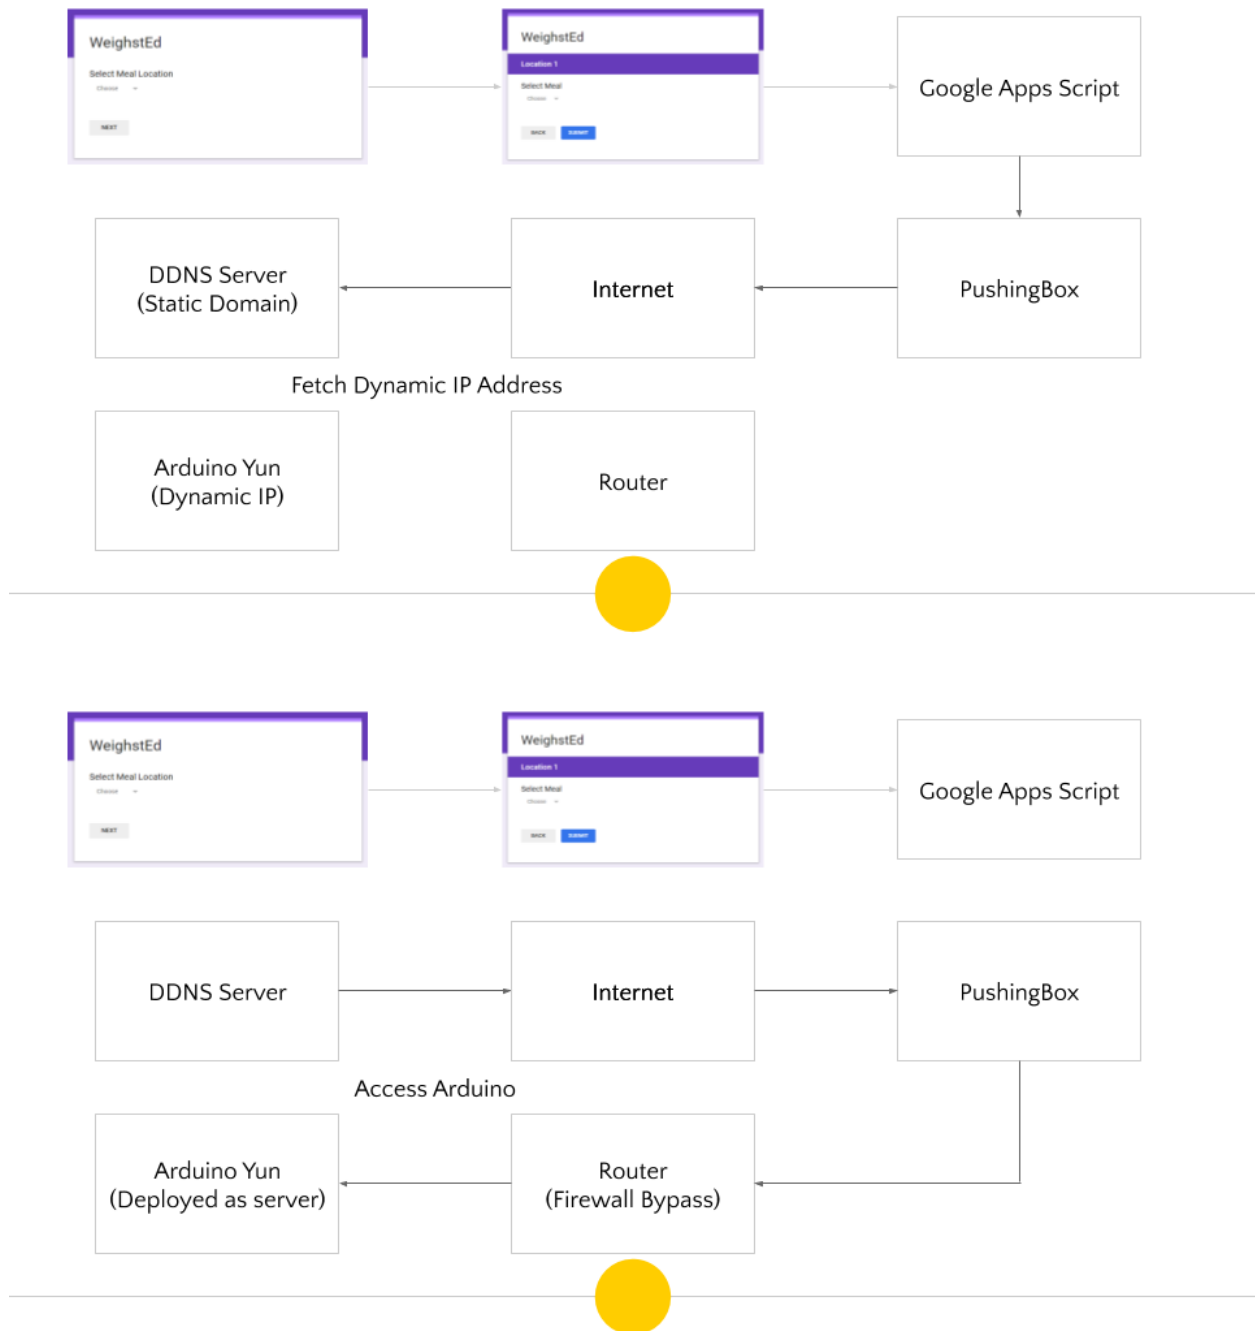 WeighstEd
Select Meal Location
Choose
NEXT
WeighstEd
Location 1
Select Meal
Choose
BACK
SUBMIT
Google Apps Script
DDNS Server
(Static Domain)
Internet
PushingBox
Fetch Dynamic IP Address
Arduino Yun
(Dynamic IP)
Router
WeighstEd
Select Meal Location
Choose
NEXT
WeighstEd
Location 1
Select Meal
Choose
BACK
SUBMIT
Google Apps Script
DDNS Server
Internet
PushingBox
Access Arduino
Arduino Yun
(Deployed as server)
Router
(Firewall Bypass)